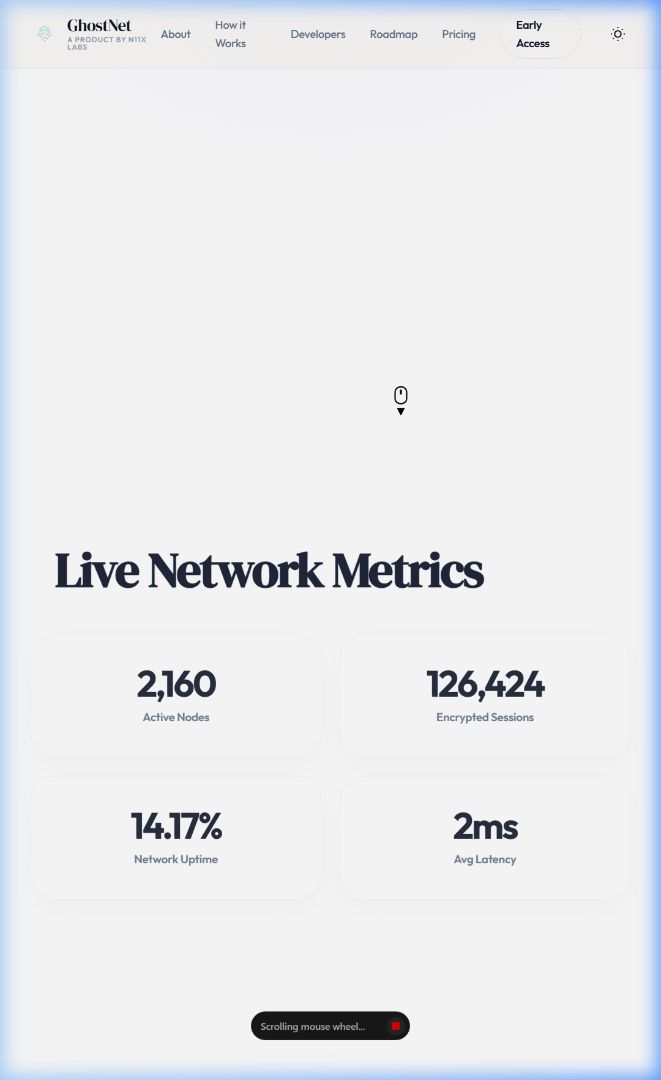 GhostNet
A PRODUCT BY N11X
LABS
About
How it
Works
Developers
Roadmap
Pricing
Early
Access
Live Network Metrics
2,160
Active Nodes
126,424
Encrypted Sessions
14.17%
Network Uptime
2ms
Avg Latency
Scrolling mouse wheel...